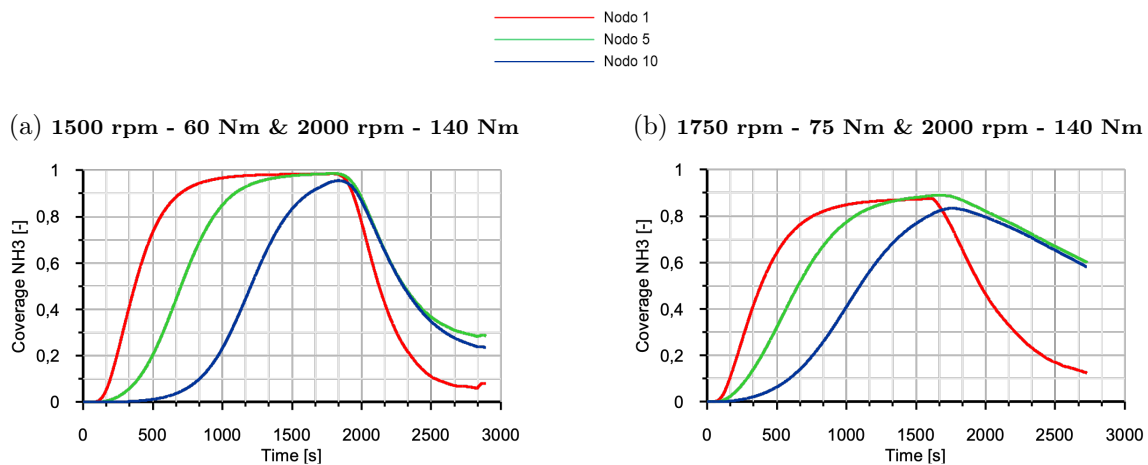 Nodo 1
Nodo 5
Nodo 10
(a) 1500 rpm - 60 Nm & 2000 rpm - 140 Nm
(b) 1750 rpm - 75 Nm & 2000 rpm - 140 Nm
Coverage NH3 [-]
1
0,8
0,6
0,4
0,2
0
0 500 1000 1500 2000 2500 3000
Time [s]
Coverage NH3 [-]
1
0,8
0,6
0,4
0,2
0
0 500 1000 1500 2000 2500 3000
Time [s]